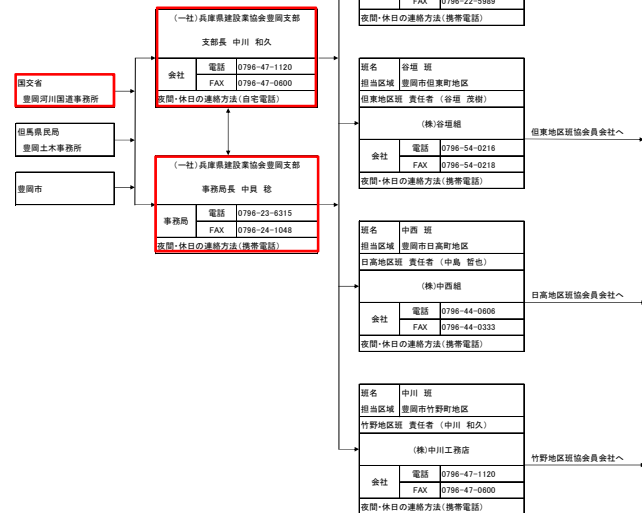 FAX 0796-22-5989
夜間・休日の連絡方法(携帯電話)
(一社)兵庫県建設業協会豊岡支部
支部長 中川 和久
会社 電話 0796-47-1120
FAX 0796-47-0600
夜間・休日の連絡方法(自宅電話)
国交省
豊岡河川国道事務所
但馬県民局
豊岡土木事務所
豊岡市
(一社)兵庫県建設業協会豊岡支部
事務局長 中員 稔
事務局 電話 0796-23-6315
FAX 0796-24-1048
夜間・休日の連絡方法(携帯電話)
班名 谷垣 班
担当区域 豊岡市但東町地区
但東地区班 責任者 (谷垣 茂樹)
(株)谷垣組
会社 電話 0796-54-0216
FAX 0796-54-0218
夜間・休日の連絡方法(携帯電話)
但東地区班協会員会社へ
班名 中西 班
担当区域 豊岡市日高町地区
日高地区班 責任者 (中島 哲也)
(株)中西組
会社 電話 0796-44-0606
FAX 0796-44-0333
夜間・休日の連絡方法(携帯電話)
日高地区班協会員会社へ
班名 中川 班
担当区域 豊岡市竹野町地区
竹野地区班 責任者 (中川 和久)
(株)中川工務店
会社 電話 0796-47-1120
FAX 0796-47-0600
夜間・休日の連絡方法(携帯電話)
竹野地区班協会員会社へ